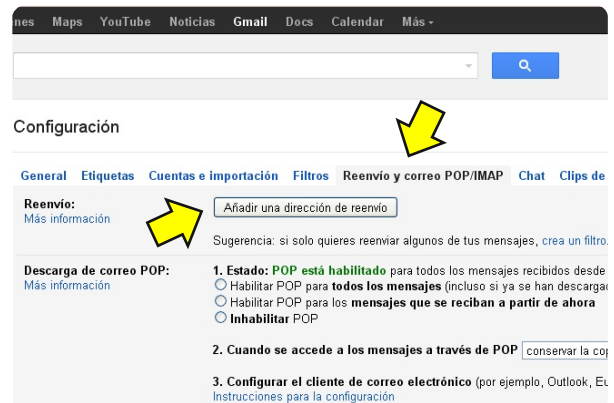 nes Maps YouTube Noticias Gmail Docs Calendar Más
Configuración
General Etiquetas Cuentas e importación Filtros Reenvío y correo POP/IMAP Chat Clips de
Reenvío: Añadir una dirección de reenvío
Más información
Sugerencia: si solo quieres reenviar algunos de tus mensajes, crea un filtro.
Descarga de correo POP: 1. Estado: POP está habilitado para todos los mensajes recibidos desde
Más información Habilitar POP para todos los mensajes (incluso si ya se han descarga
Habilitar POP para los mensajes que se reciban a partir de ahora
Inhabilitar POP
2. Cuando se accede a los mensajes a través de POP conservar la cop
3. Configurar el cliente de correo electrónico (por ejemplo, Outlook, Eu
Instrucciones para la configuración